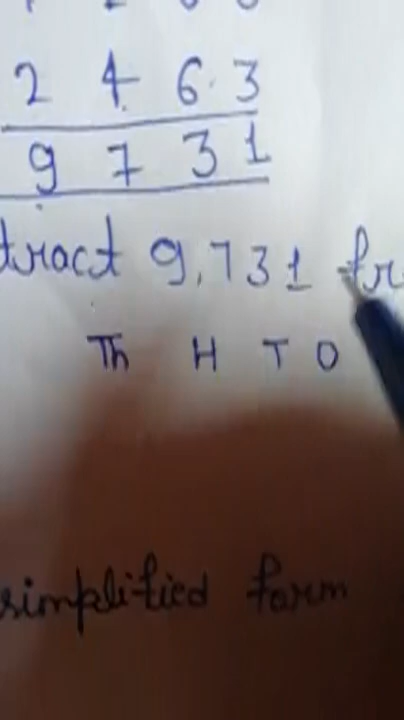 2 4 6 3
9 7 3 1
tract 9,731 fr
Th H T O
simplified form